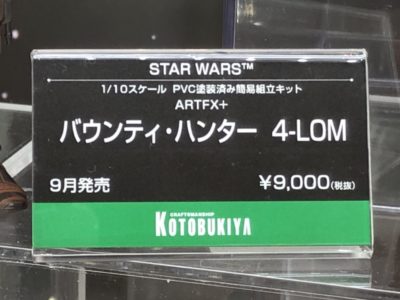 STAR WARS™
1/10スケール PVC塗装済み簡易組立キット
ARTFX+
バウンティ・ハンター 4-LOM
9月発売 ¥9,000(税抜)
CRAFTSMANSHIP
KOTOBUKIYA